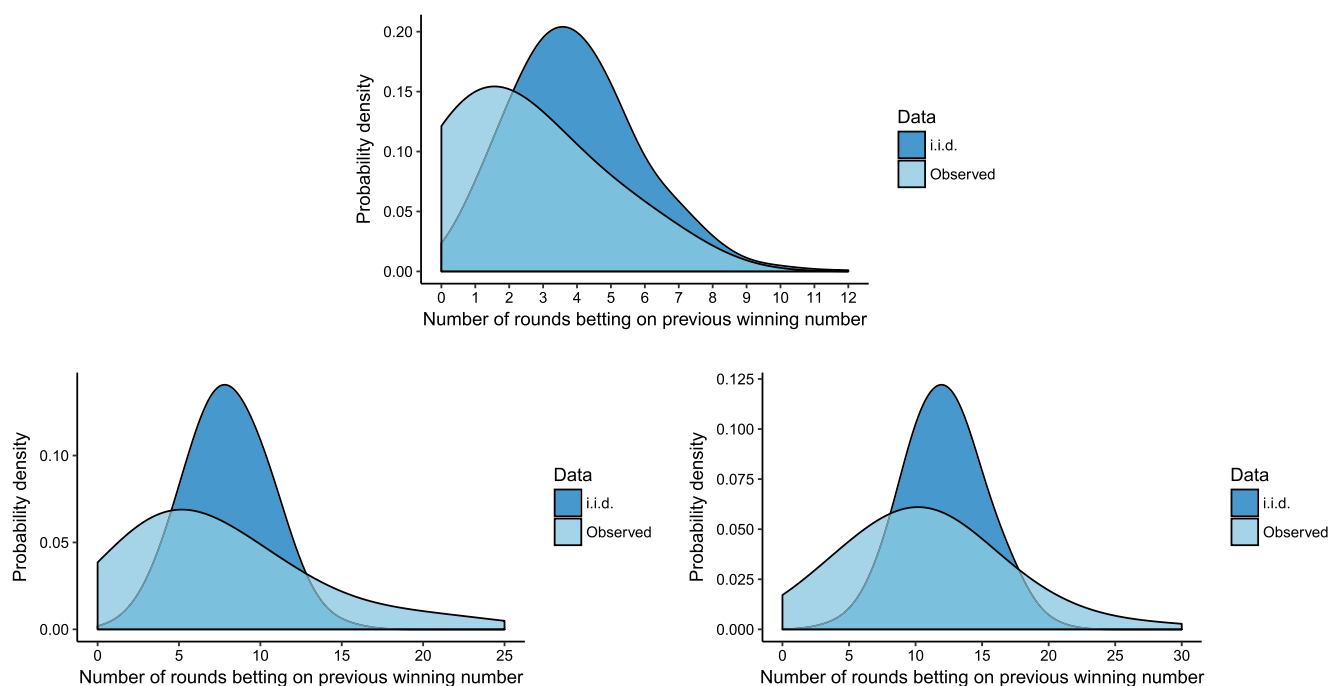 0.20
0.15
0.10
0.05
0.00
Probability density
0 1 2 3 4 5 6 7 8 9 10 11 12
Number of rounds betting on previous winning number
Data
i.i.d.
Observed
0.10
0.05
0.00
Probability density
0 5 10 15 20 25
Number of rounds betting on previous winning number
Data
i.i.d.
Observed
0.125
0.100
0.075
0.050
0.025
0.000
Probability density
0 5 10 15 20 25 30
Number of rounds betting on previous winning number
Data
i.i.d.
Observed